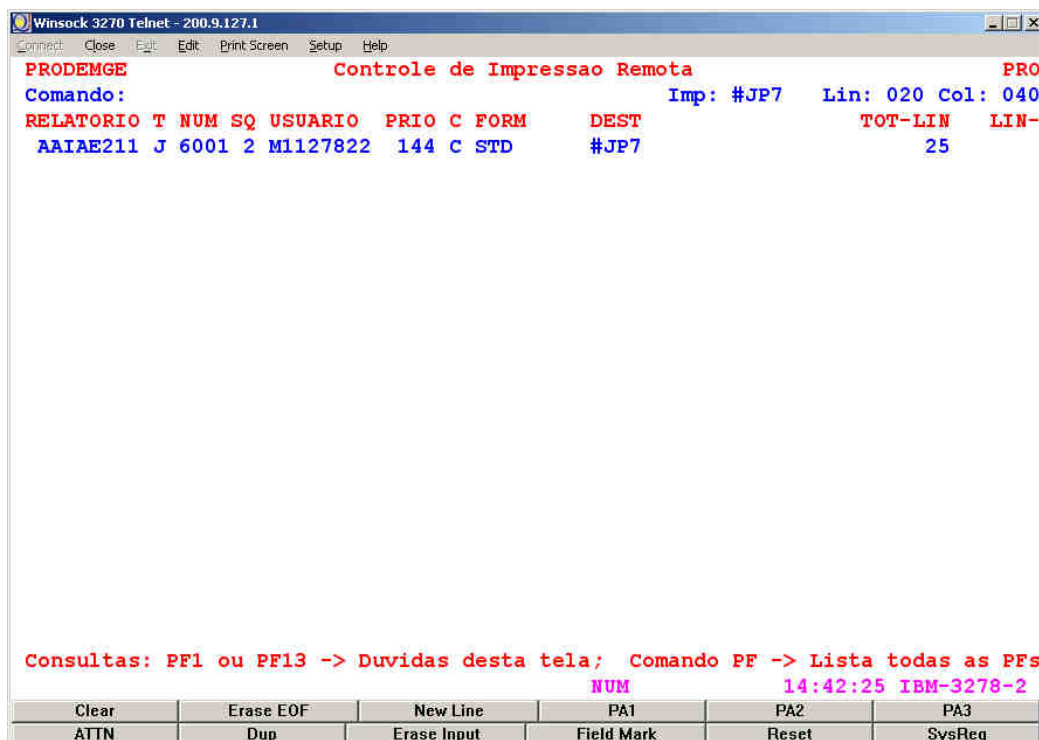 Winsock 3270 Telnet - 200.9.127.1
Connect Close Exit Edit Print Screen Setup Help
PRODEMGE Controle de Impressao Remota PRO
Comando: Imp: #JP7 Lin: 020 Col: 040
RELATORIO T NUM SQ USUARIO PRIO C FORM DEST TOT-LIN LIN-
AAIAE211 J 6001 2 M1127822 144 C STD #JP7 25
Consultas: PF1 ou PF13 -> Duvidas desta tela; Comando PF -> Lista todas as PFs
NUM 14:42:25 IBM-3278-2
Clear Erase EOF New Line PA1 PA2 PA3
ATTN Dup Erase Input Field Mark Reset SysReq